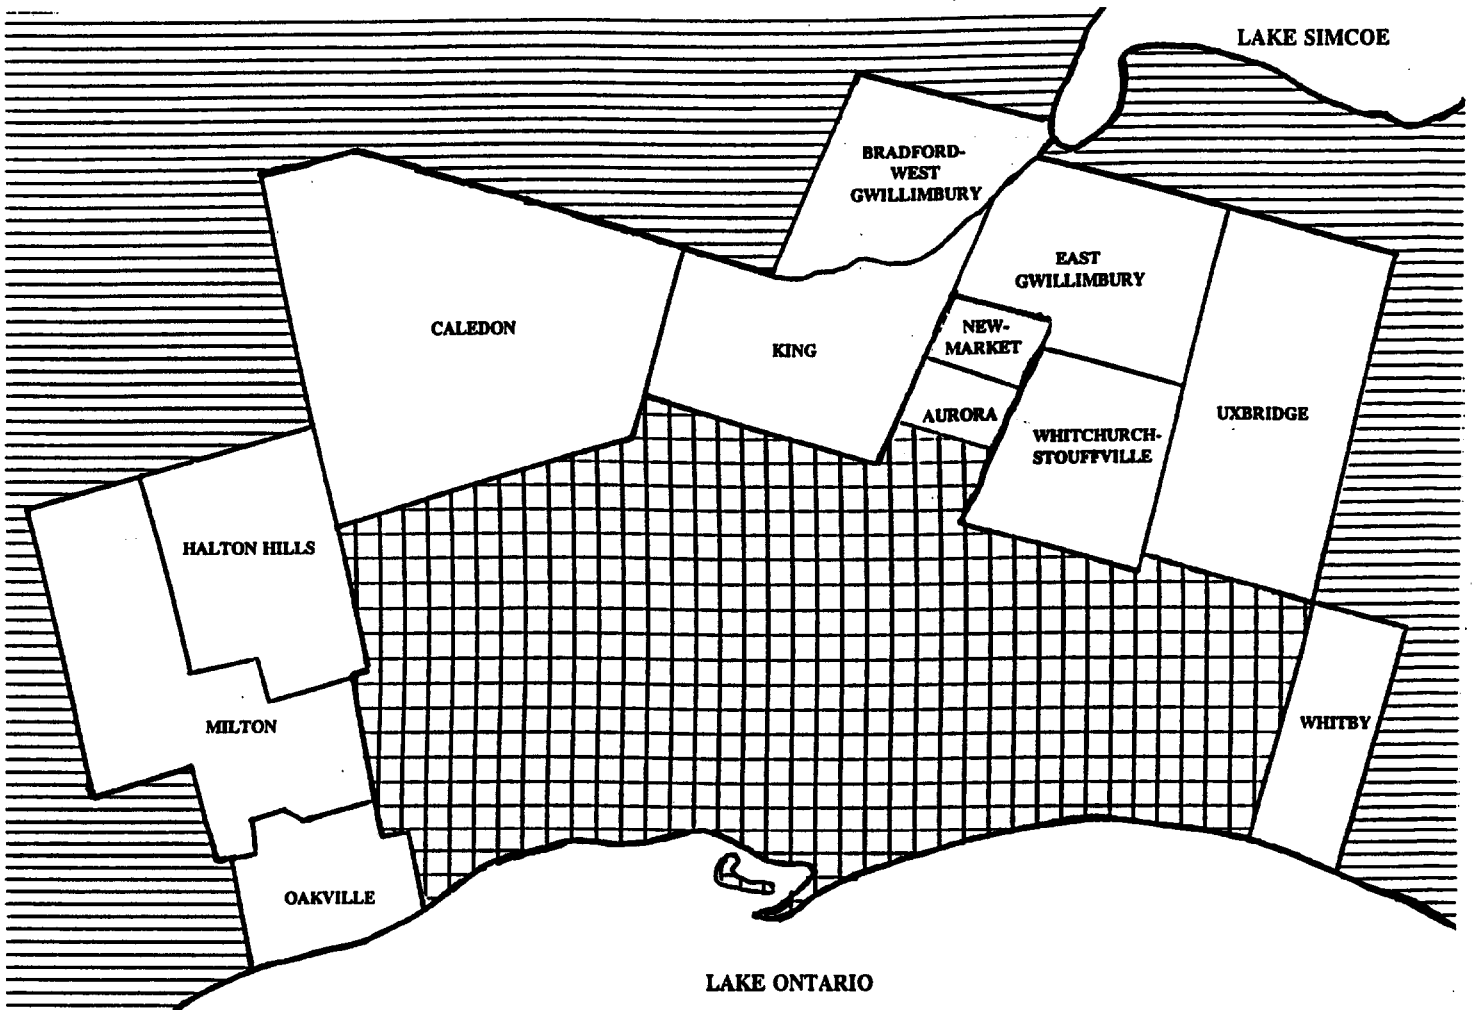 LAKE SIMCOE
BRADFORD-
WEST
GWILLIMBURY
EAST
GWILLIMBURY
CALEDON
KING
NEW-
MARKET
AURORA
WHITCHURCH-
STOUFFVILLE
UXBRIDGE
HALTON HILLS
MILTON
WHITBY
OAKVILLE
LAKE ONTARIO